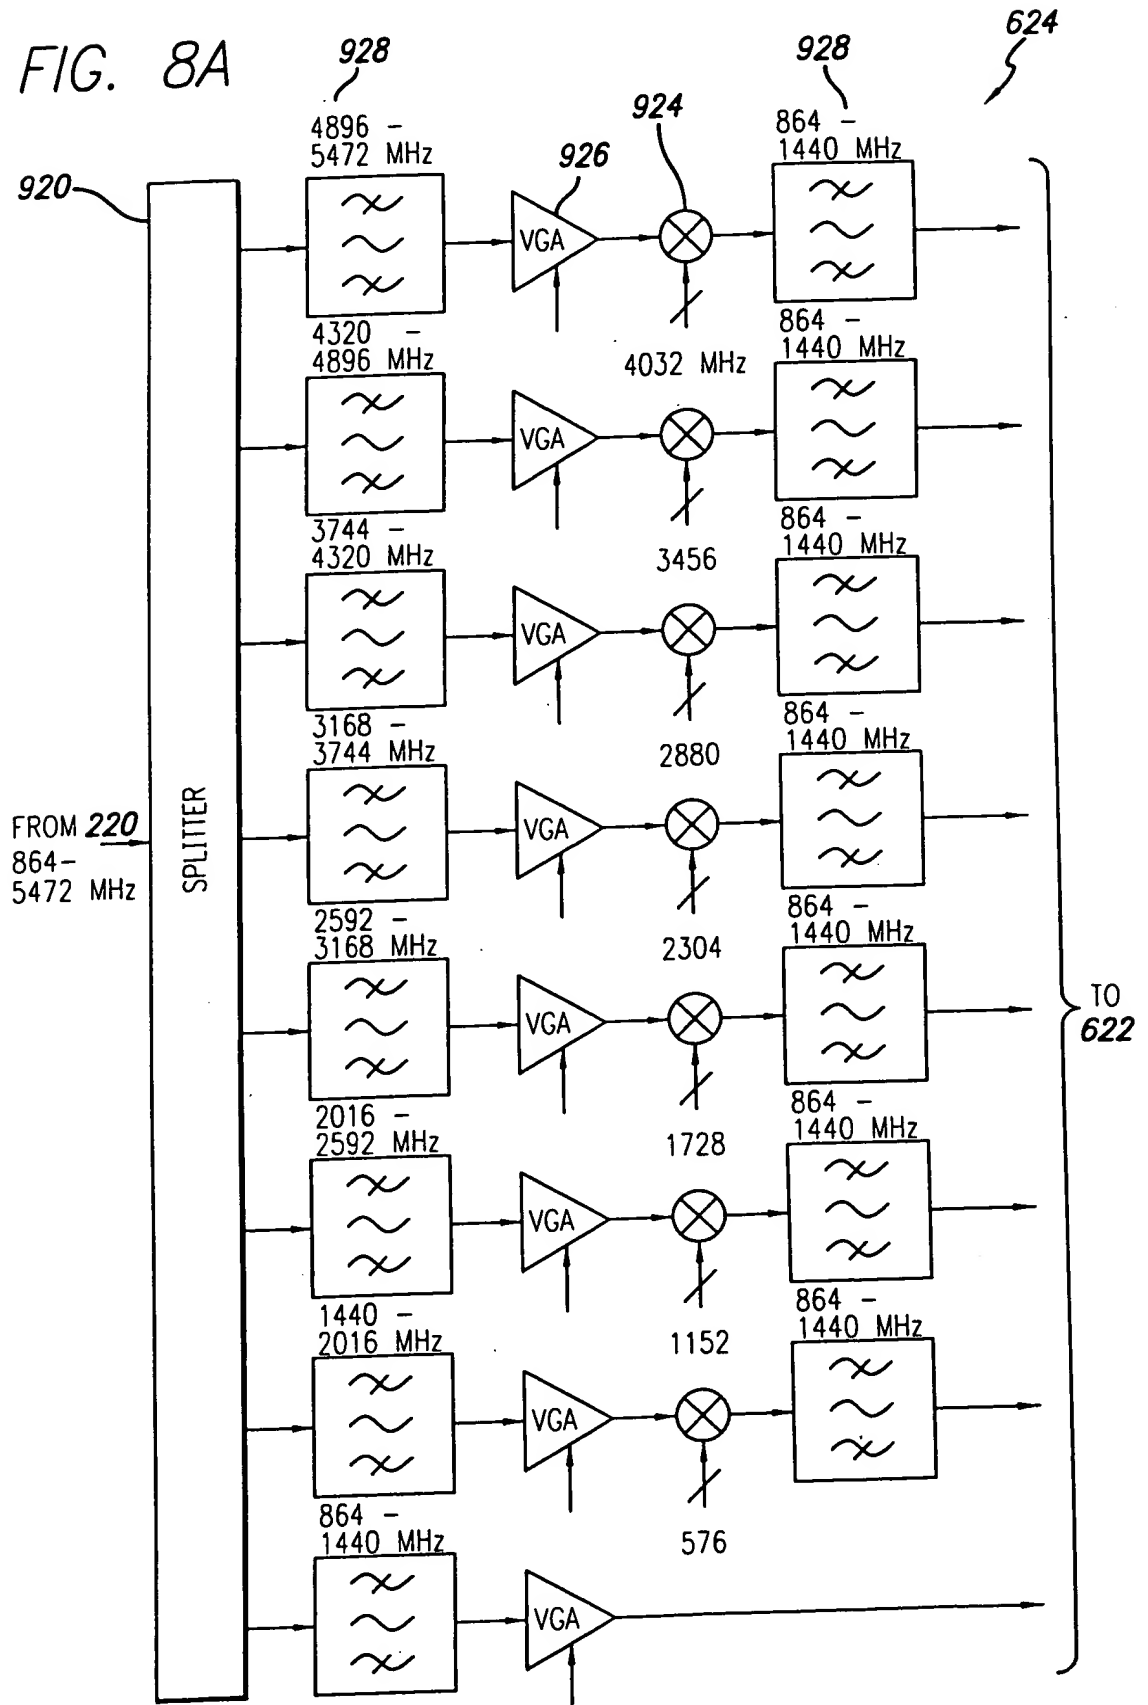 FIG. 8A
928
924
928
624
4896 -
5472 MHz
864 -
1440 MHz
920
926
VGA
4032 MHz
4320 -
4896 MHz
864 -
1440 MHz
VGA
3456
3744 -
4320 MHz
864 -
1440 MHz
VGA
2880
3168 -
3744 MHz
864 -
1440 MHz
VGA
2304
FROM 220
864-
5472 MHz
SPLITTER
2592 -
3168 MHz
864 -
1440 MHz
VGA
1728
TO
622
2016 -
2592 MHz
864 -
1440 MHz
VGA
1152
1440 -
2016 MHz
864 -
1440 MHz
VGA
576
864 -
1440 MHz
VGA